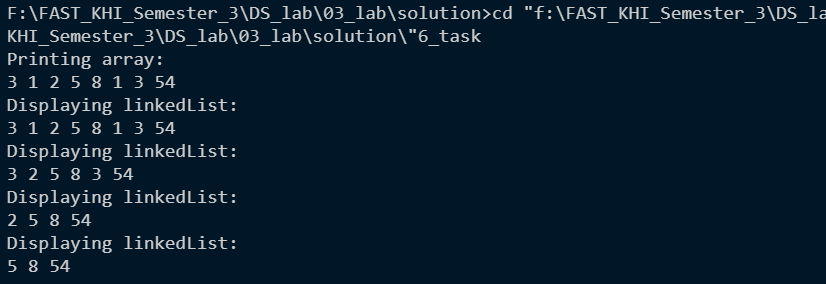 F:\FAST_KHI_Semester_3\DS_lab\03_lab\solution>cd "f:\FAST_KHI_Semester_3\DS_la
KHI_Semester_3\DS_lab\03_lab\solution\"6_task
Printing array:
3 1 2 5 8 1 3 54
Displaying linkedList:
3 1 2 5 8 1 3 54
Displaying linkedList:
3 2 5 8 3 54
Displaying linkedList:
2 5 8 54
Displaying linkedList:
5 8 54